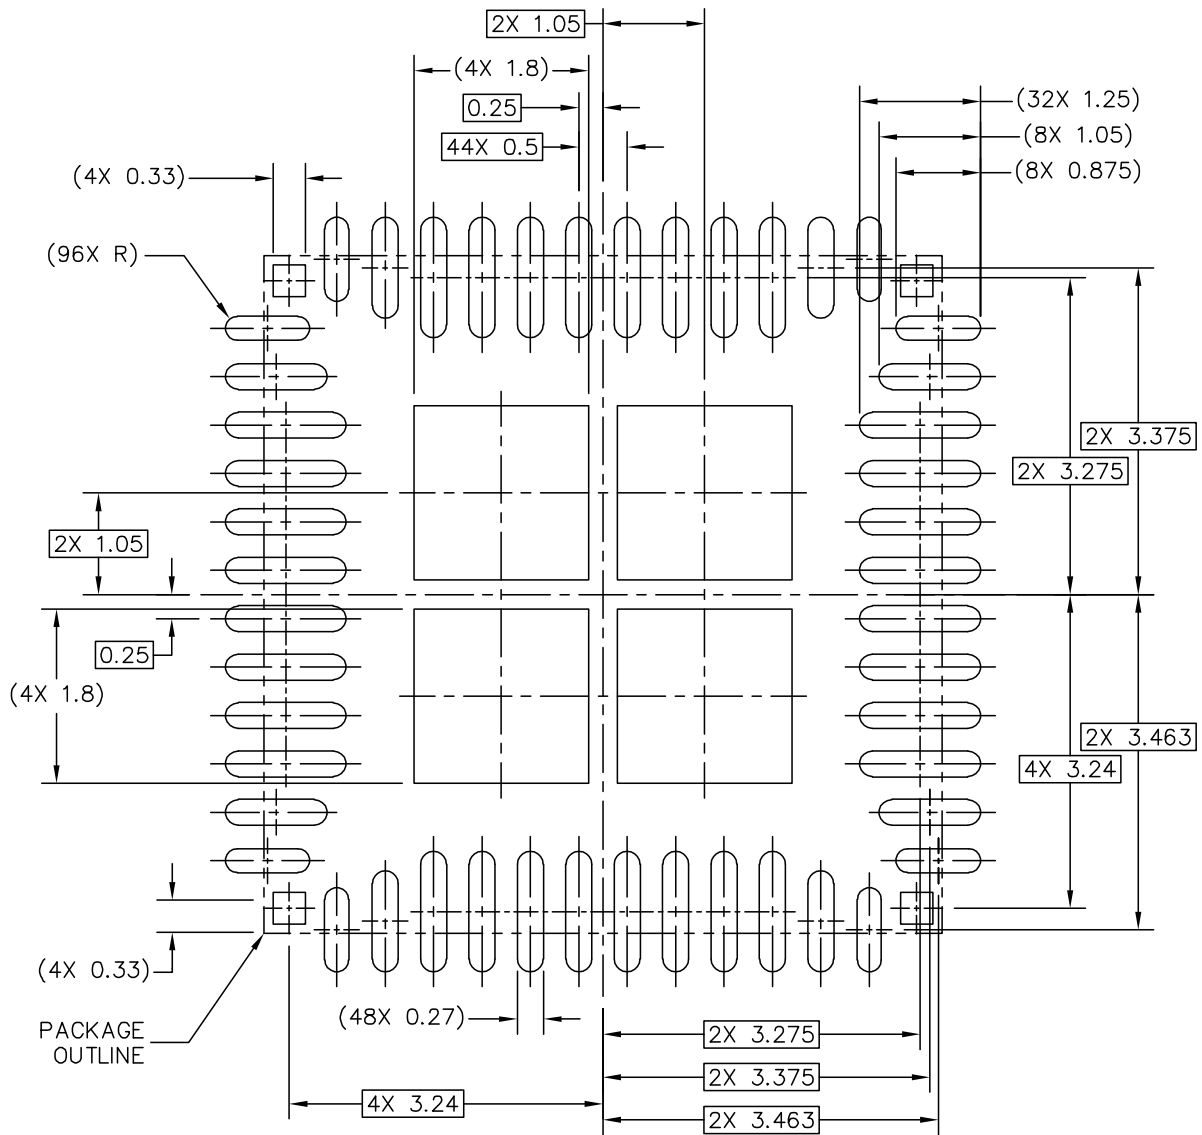 2X 1.05
(4X 1.8)
0.25
44X 0.5
(32X 1.25)
(8X 1.05)
(8X 0.875)
(4X 0.33)
(96X R)
2X 3.375
2X 3.275
2X 1.05
0.25
(4X 1.8)
2X 3.463
4X 3.24
(4X 0.33)
(48X 0.27)
PACKAGE
OUTLINE
2X 3.275
2X 3.375
4X 3.24
2X 3.463